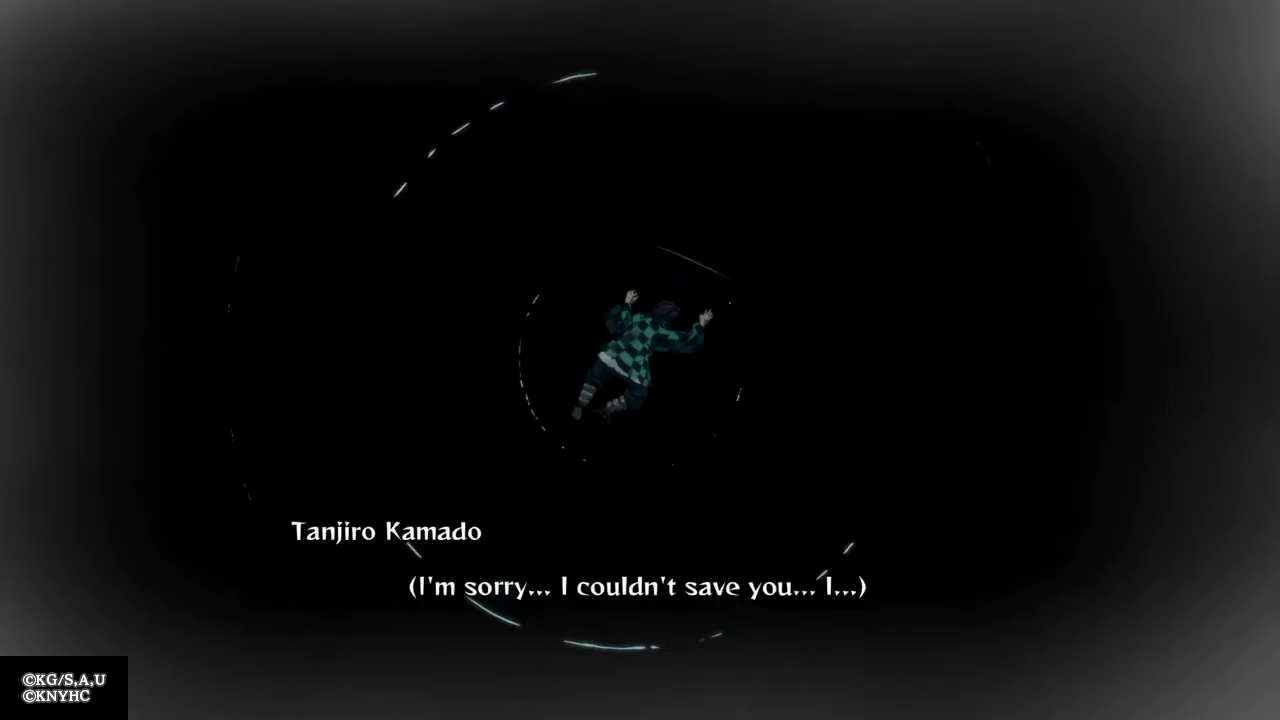 Tanjiro Kamado
(I'm sorry... I couldn't save you... I...)
©KG/S,A,U
©KNYHC